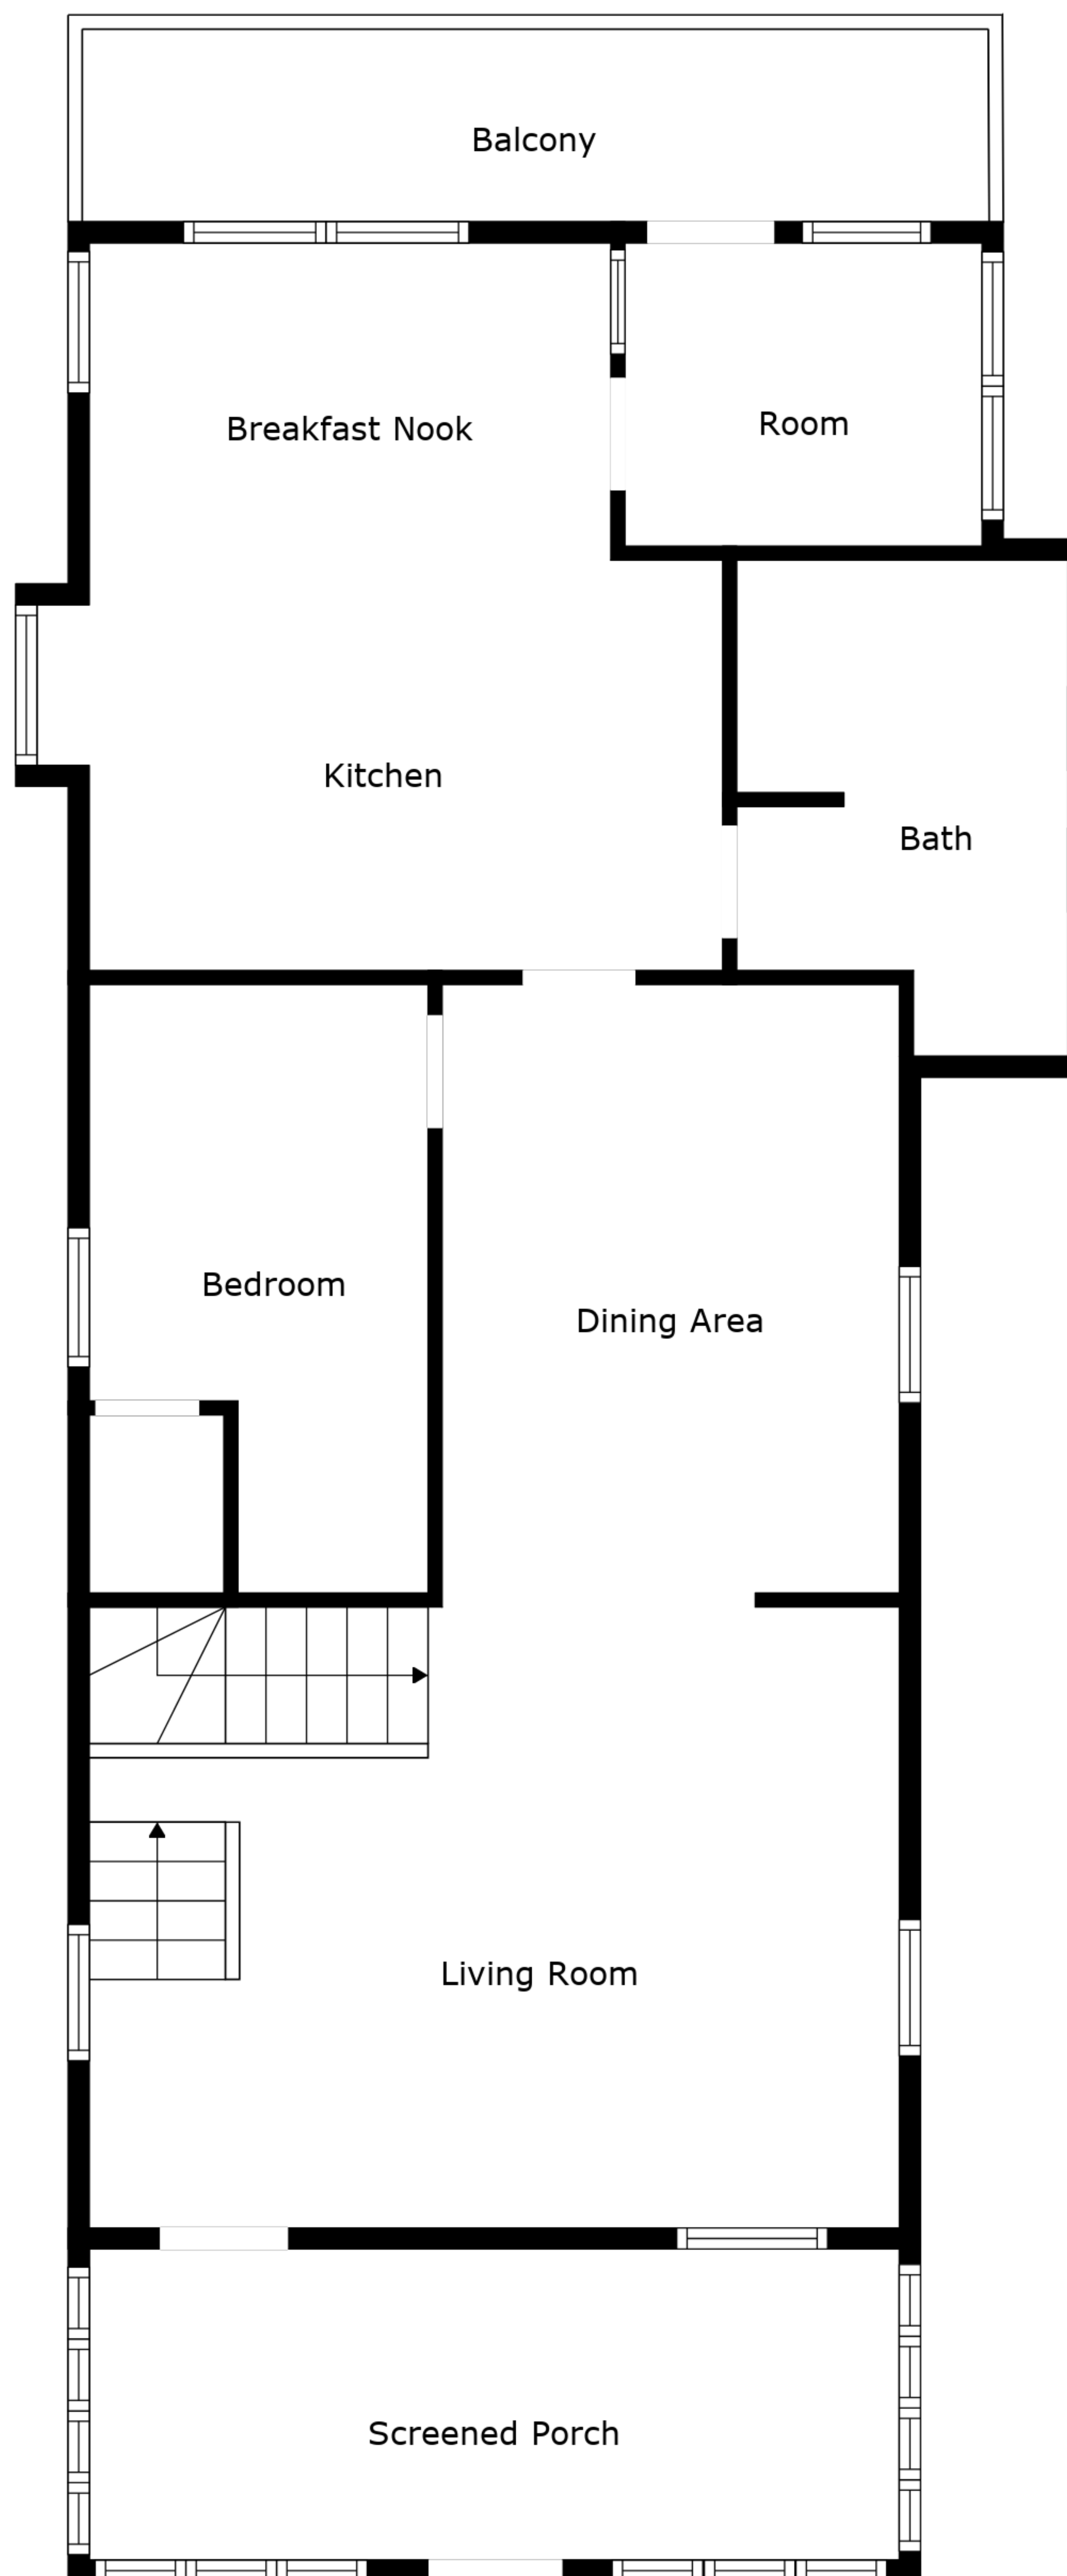 Balcony
Breakfast Nook
Room
Kitchen
Bath
Bedroom
Dining Area
Living Room
Screened Porch